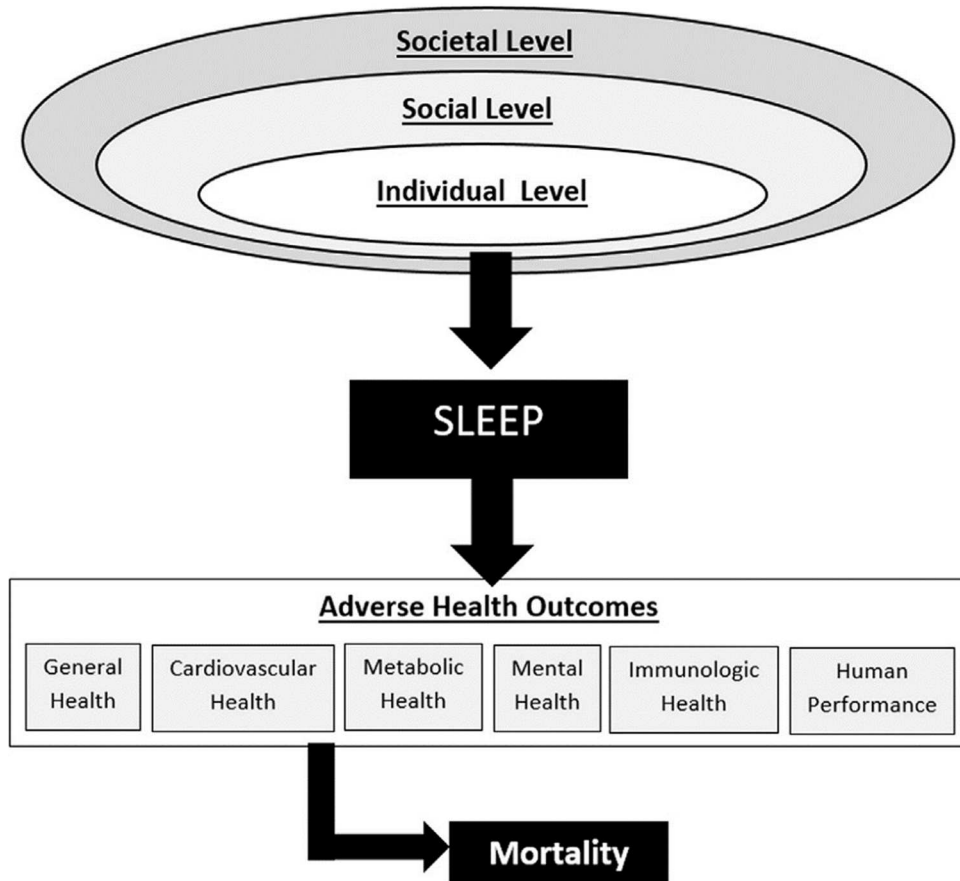 Societal Level
Social Level
Individual Level
SLEEP
Adverse Health Outcomes
General
Health
Cardiovascular
Health
Metabolic
Health
Mental
Health
Immunologic
Health
Human
Performance
Mortality